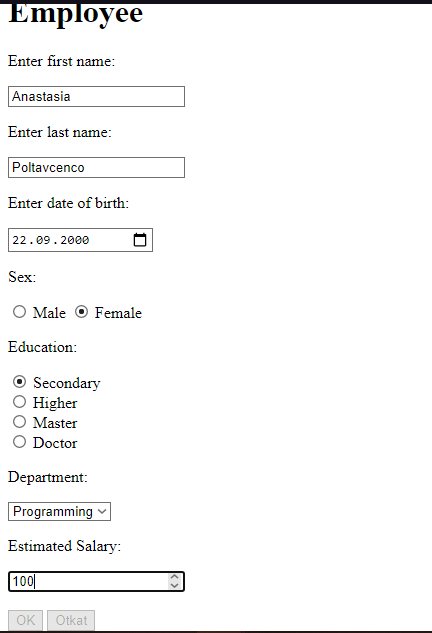 Employee
Enter first name:
Anastasia
Enter last name:
Poltavcenco
Enter date of birth:
22.09.2000
Sex:
Male Female
Education:
Secondary
Higher
Master
Doctor
Department:
Programming
Estimated Salary:
100
OK Otkat